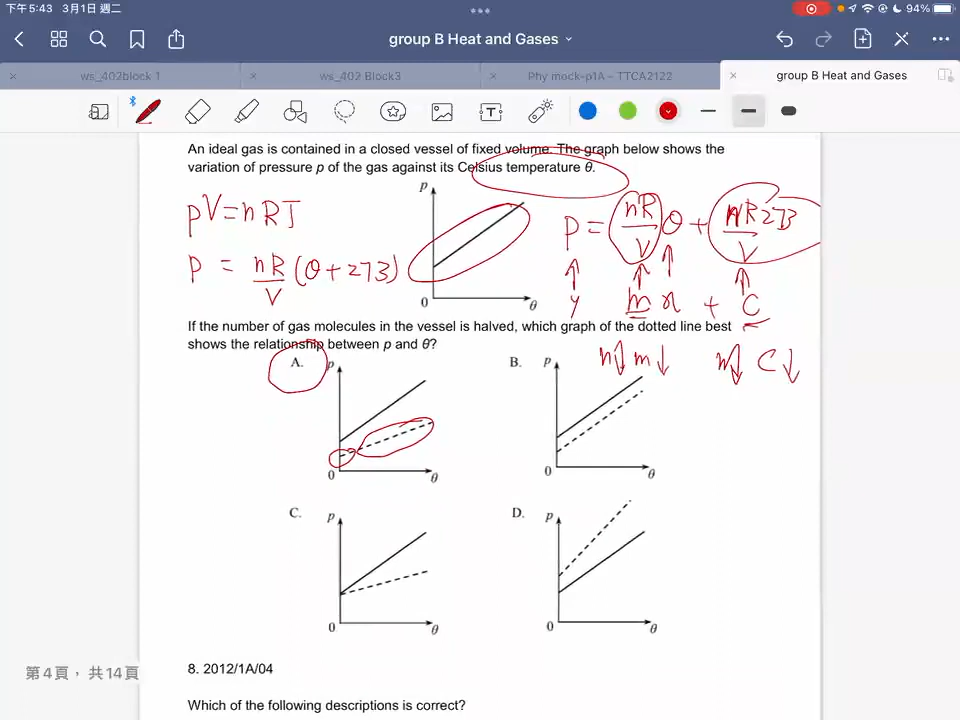 下午5:43 3月1日 週二 94%
group B Heat and Gases
ws_402block 1
ws_402 Block3
Phy mock-p1A – TTCA2122
group B Heat and Gases
An ideal gas is contained in a closed vessel of fixed volume. The graph below shows the
variation of pressure p of the gas against its Celsius temperature θ.
p
0
θ
pV=nRT
P = nR/V (θ+273)
P = nR/V θ + nR273/V
y m x + C
If the number of gas molecules in the vessel is halved, which graph of the dotted line best
shows the relationship between p and θ?
n↓ m↓ n↓ C↓
A.
p
0
θ
B.
p
0
θ
C.
p
0
θ
D.
p
0
θ
第4頁，共14頁
8. 2012/1A/04
Which of the following descriptions is correct?